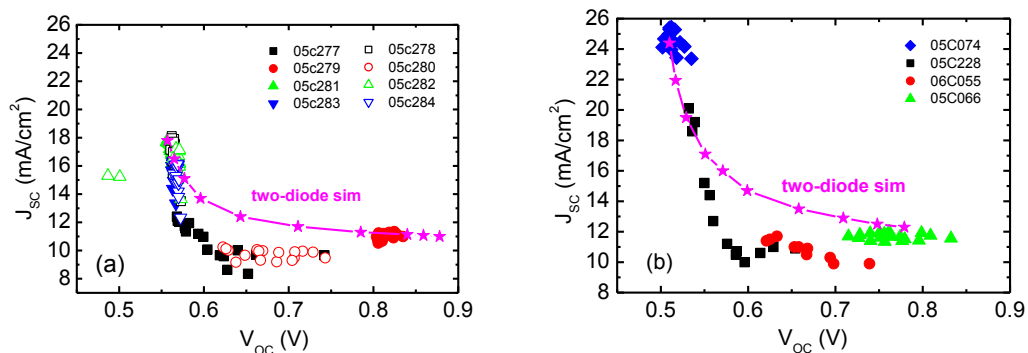 26
24
22
20
18
16
14
12
10
8
J_SC (mA/cm²)
05c277 05c278
05c279 05c280
05c281 05c282
05c283 05c284
two-diode sim
(a)
0.5 0.6 0.7 0.8 0.9
V_OC (V)
26
24
22
20
18
16
14
12
10
8
J_SC (mA/cm²)
05C074
05C228
06C055
05C066
two-diode sim
(b)
0.4 0.5 0.6 0.7 0.8 0.9
V_OC (V)